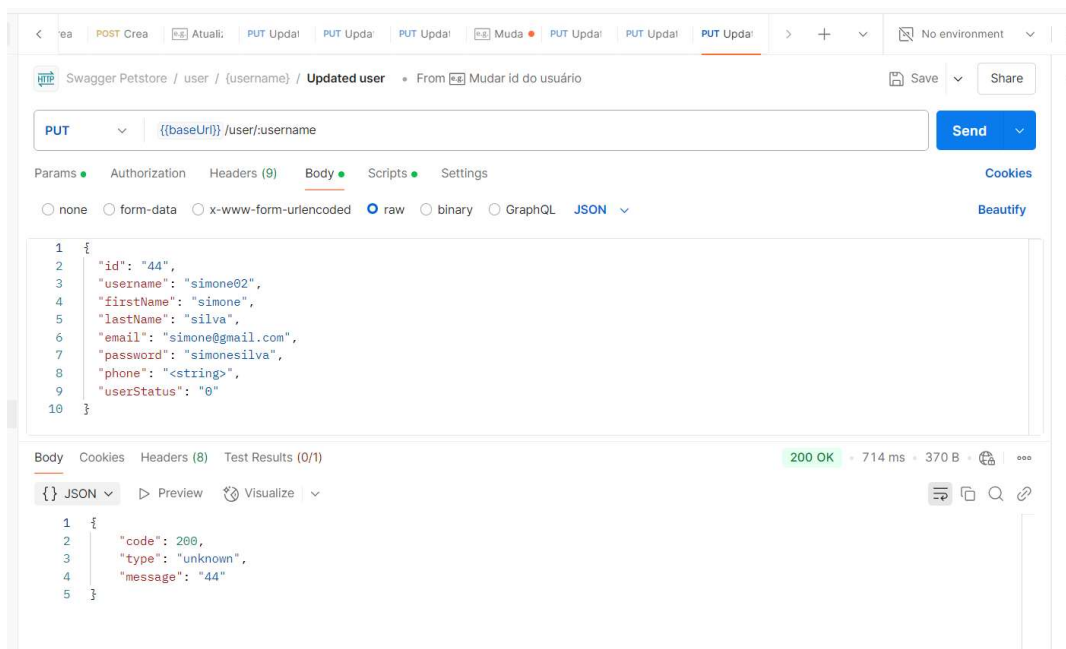 rea POST Crea e.g. Atuali: PUT Updat PUT Upda PUT Updat e.g. Muda PUT Updat PUT Updat PUT Updat No environment
HTTP Swagger Petstore / user / {username} / Updated user From e.g. Mudar id do usuário Save Share
PUT {{baseUrl}} /user/:username Send
Params Authorization Headers (9) Body Scripts Settings Cookies
none form-data x-www-form-urlencoded raw binary GraphQL JSON Beautify
1 {
2 "id": "44",
3 "username": "simone02",
4 "firstName": "simone",
5 "lastName": "silva",
6 "email": "simone@gmail.com",
7 "password": "simonesilva",
8 "phone": "<string>",
9 "userStatus": "0"
10 }
Body Cookies Headers (8) Test Results (0/1) 200 OK 714 ms 370 B
{} JSON Preview Visualize
1 {
2 "code": 200,
3 "type": "unknown",
4 "message": "44"
5 }